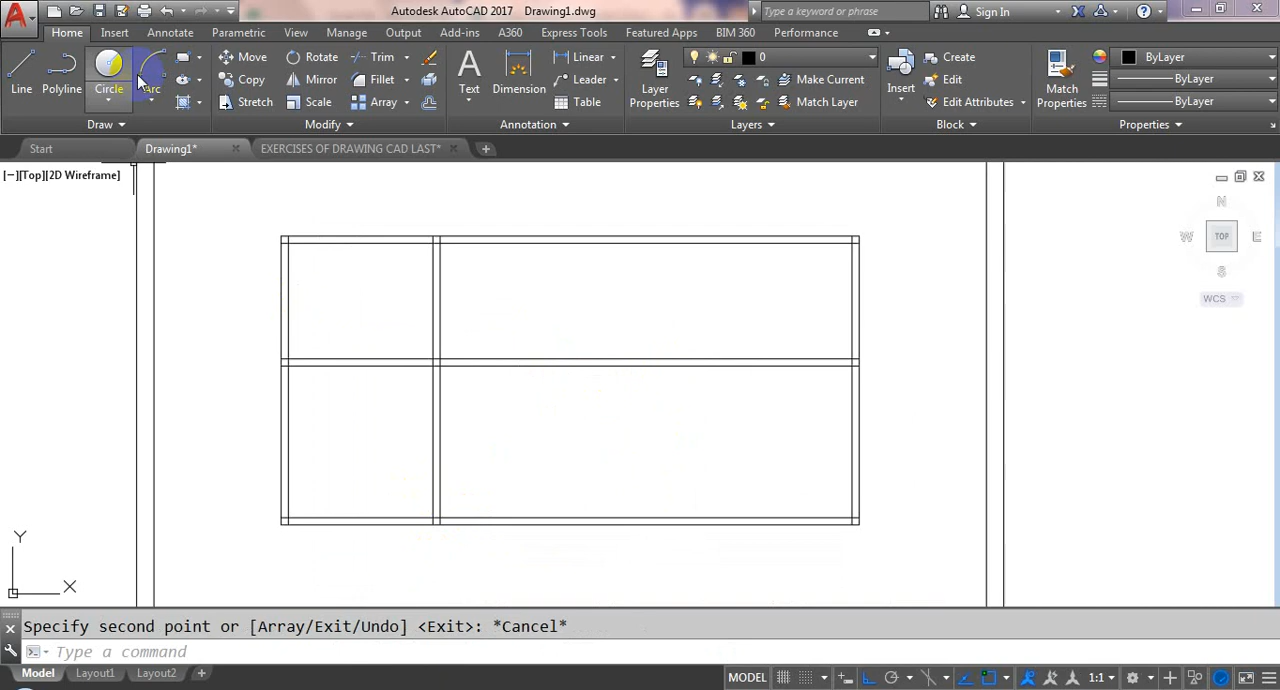 Autodesk AutoCAD 2017 Drawing1.dwg
Type a keyword or phrase
Sign In
Home Insert Annotate Parametric View Manage Output Add-ins A360 Express Tools Featured Apps BIM 360 Performance
Line Polyline Circle Arc
Draw
Move Rotate Trim
Copy Mirror Fillet
Stretch Scale Array
Modify
Text Dimension
Linear
Leader
Table
Annotation
Layer Properties
0
Make Current
Match Layer
Layers
Insert
Create
Edit
Edit Attributes
Block
Match Properties
ByLayer
ByLayer
ByLayer
Properties
Start Drawing1* EXERCISES OF DRAWING CAD LAST*
[−][Top][2D Wireframe]
N
W TOP E
S
WCS
Y
X
Specify second point or [Array/Exit/Undo] <Exit>: *Cancel*
Type a command
Model Layout1 Layout2
MODEL 1:1